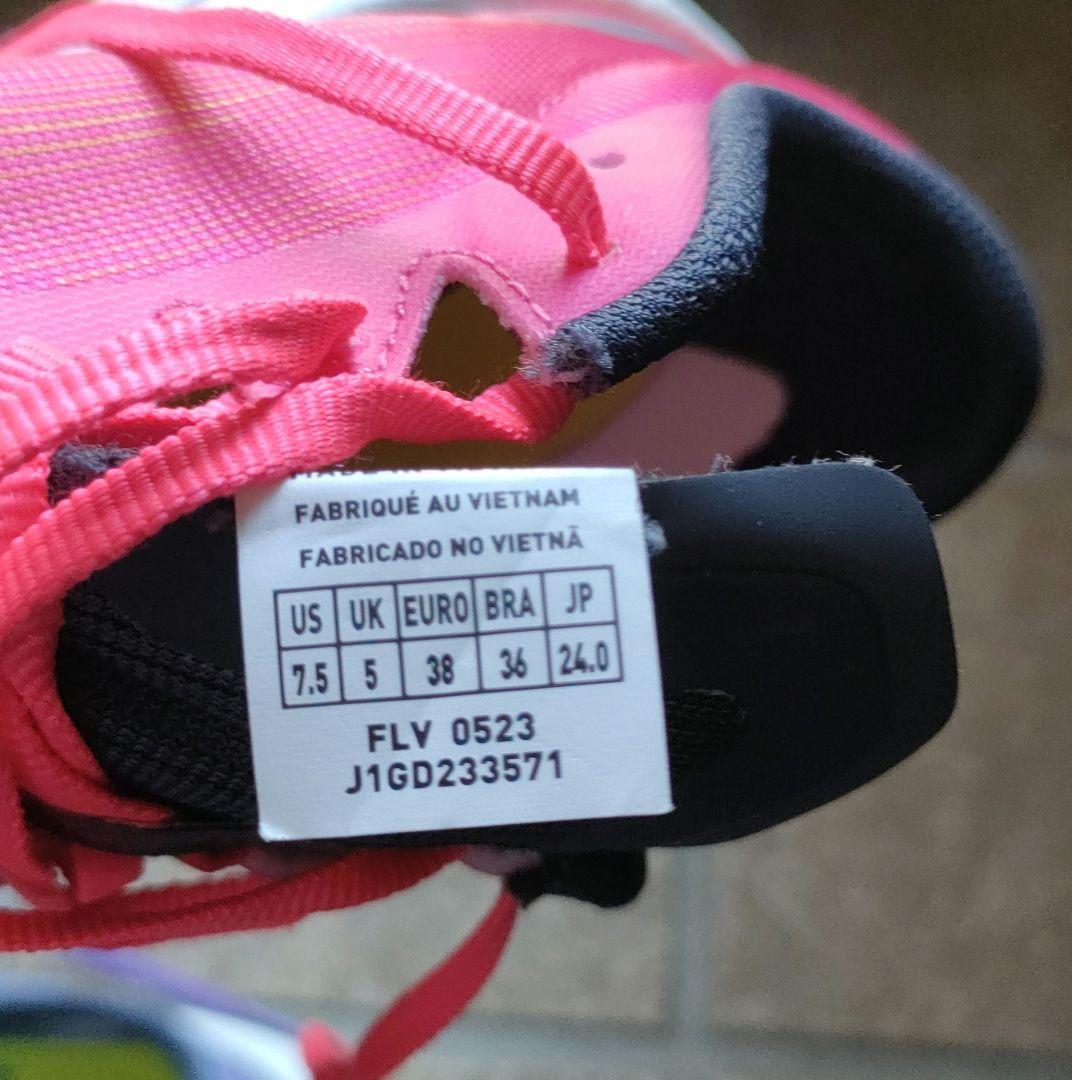 FABRIQUÉ AU VIETNAM
FABRICADO NO VIETNÃ
US UK EURO BRA JP
7.5 5 38 36 24.0
FLV 0523
J1GD233571